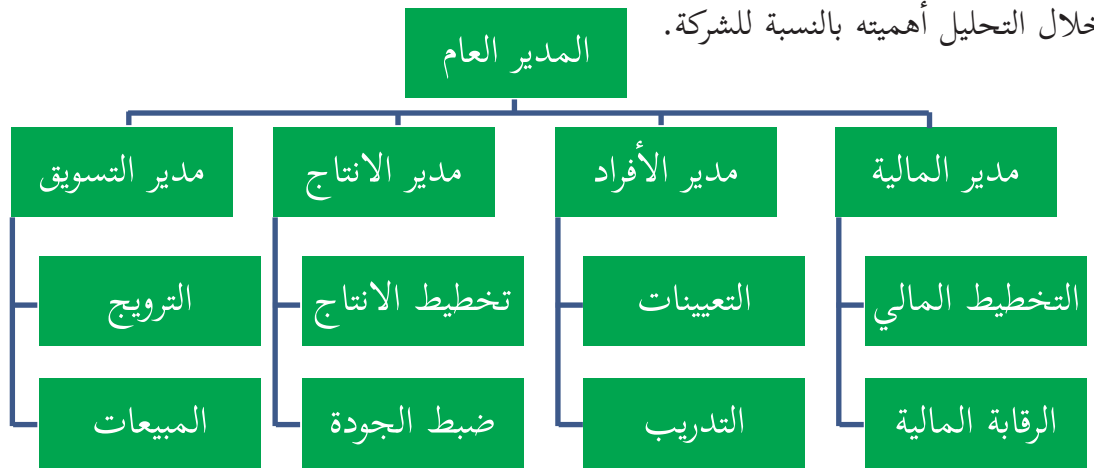 خلال التحليل أهميته بالنسبة للشركة.
المدير العام
مدير المالية
مدير الأفراد
مدير الانتاج
مدير التسويق
التخطيط المالي
التعيينات
تخطيط الانتاج
الترويج
الرقابة المالية
التدريب
ضبط الجودة
المبيعات